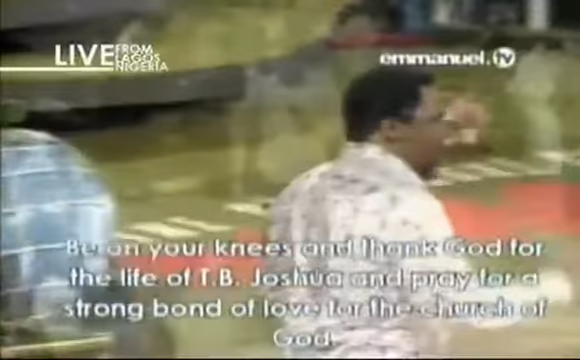 LIVE FROM LAGOS NIGERIA
emmanuel.tv
Be on your knees and thank God for
the life of T.B. Joshua and pray for a
strong bond of love for the church of
God.